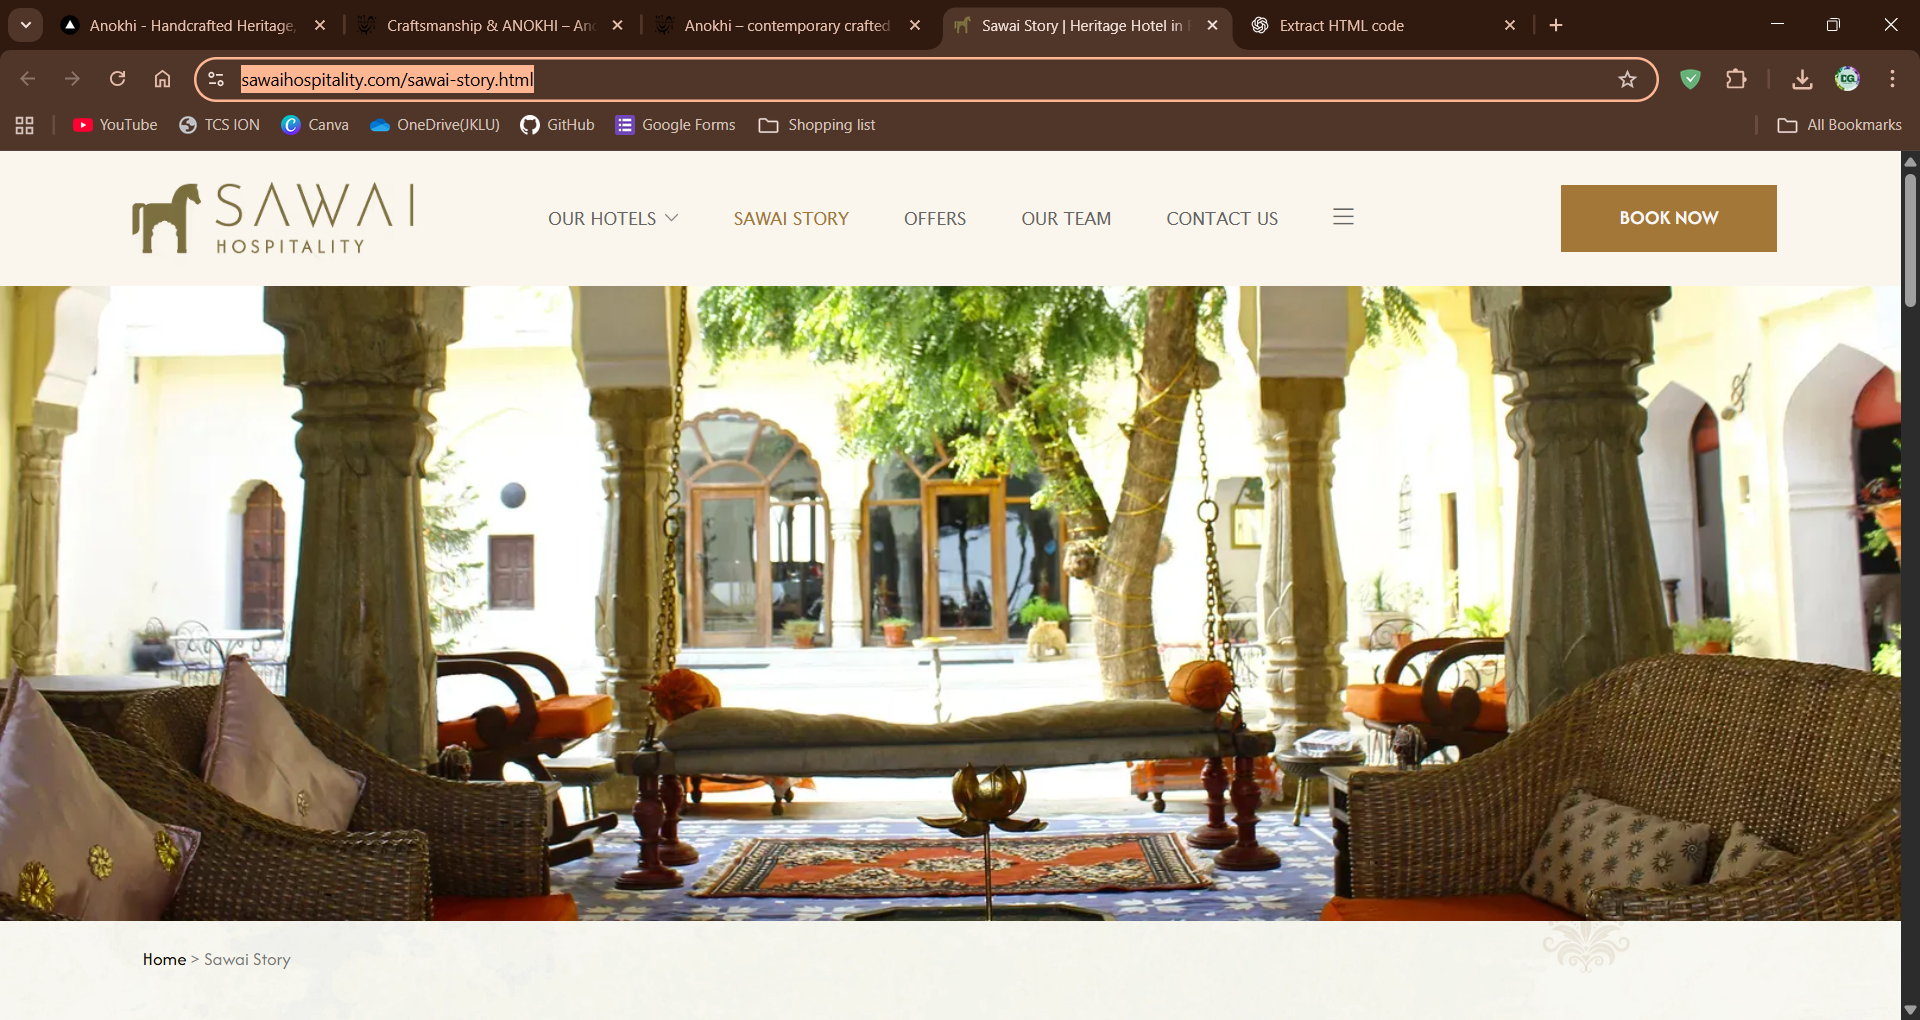 Anokhi - Handcrafted Heritage,
Craftsmanship & ANOKHI – An
Anokhi – contemporary crafted
Sawai Story | Heritage Hotel in
Extract HTML code
sawaihospitality.com/sawai-story.html
DG
YouTube
TCS ION
Canva
OneDrive(JKLU)
GitHub
Google Forms
Shopping list
All Bookmarks
SAWAI
HOSPITALITY
OUR HOTELS
SAWAI STORY
OFFERS
OUR TEAM
CONTACT US
BOOK NOW
Home > Sawai Story